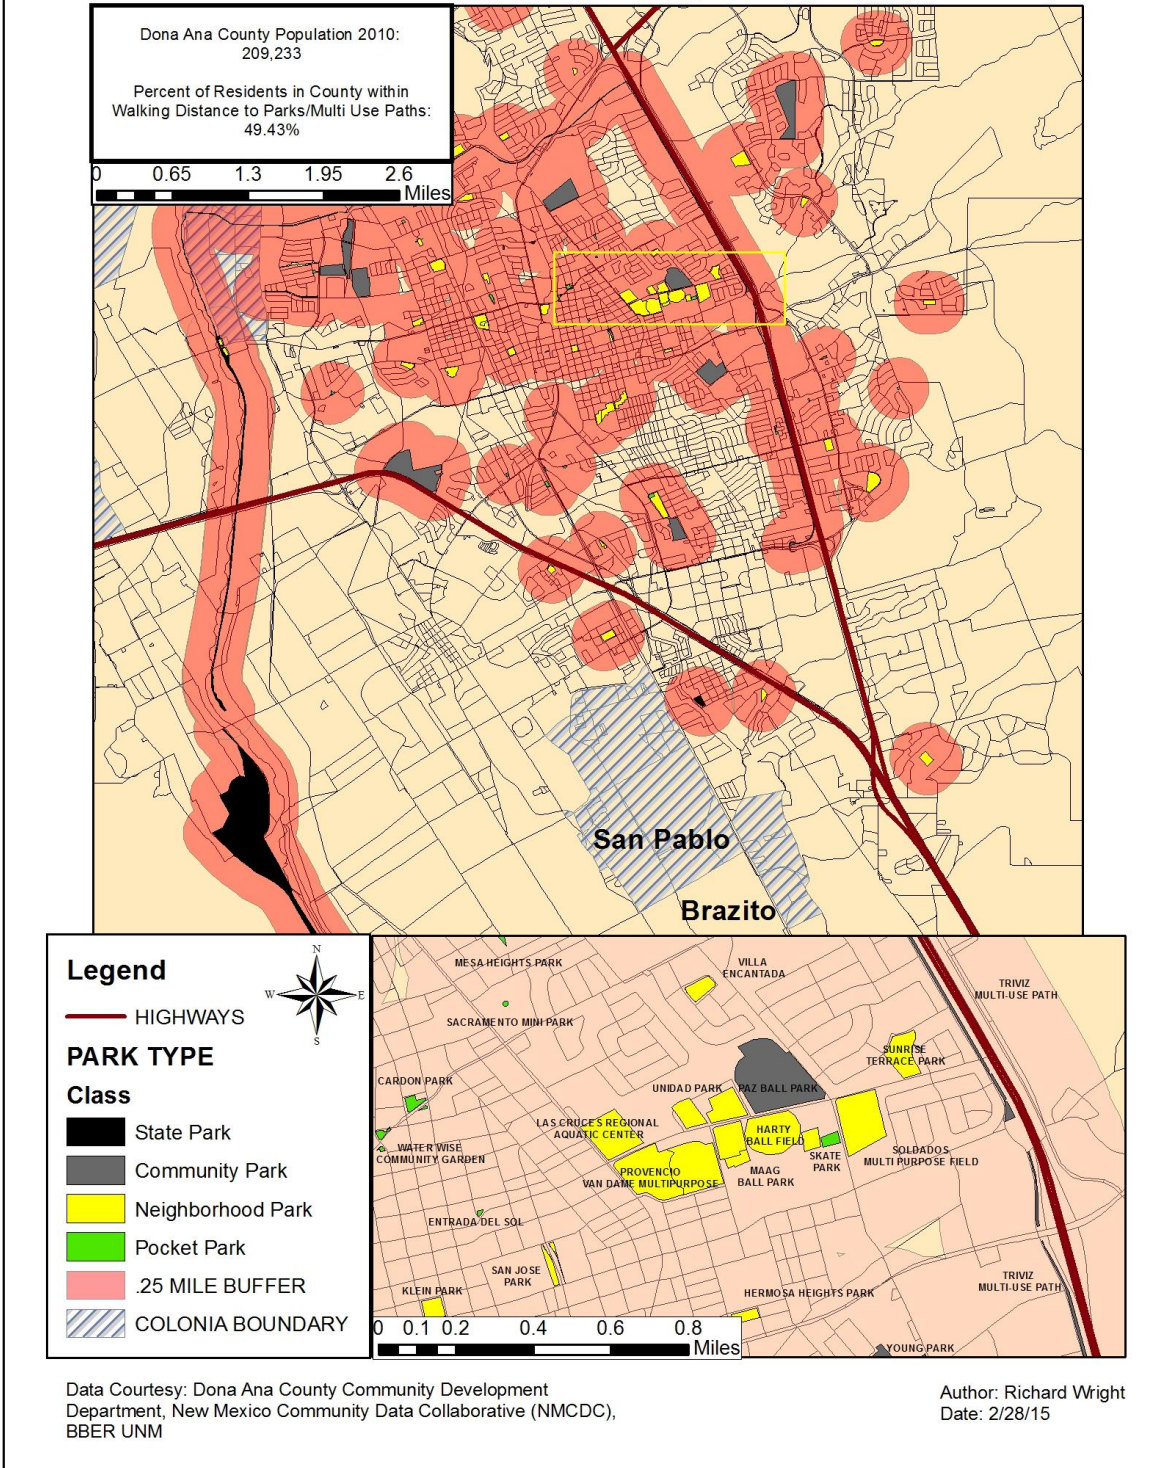 Dona Ana County Population 2010:
209,233
Percent of Residents in County within
Walking Distance to Parks/Multi Use Paths:
49.43%
0 0.65 1.3 1.95 2.6
Miles
San Pablo
Brazito
Legend
N
W E
S
HIGHWAYS
PARK TYPE
Class
State Park
Community Park
Neighborhood Park
Pocket Park
.25 MILE BUFFER
COLONIA BOUNDARY
MESA HEIGHTS PARK
VILLA
ENCANTADA
TRIVIZ
MULTI-USE PATH
SACRAMENTO MINI PARK
SUNRISE
TERRACE PARK
CARDON PARK
UNIDAD PARK
PAZ BALL PARK
LAS CRUCES REGIONAL
AQUATIC CENTER
HARTY
BALL FIELD
WATER WISE
COMMUNITY GARDEN
SKATE
PARK
SOLDADOS
MULTI PURPOSE FIELD
PROVENCIO
VAN DAME MULTIPURPOSE
MAAG
BALL PARK
ENTRADA DEL SOL
SAN JOSE
PARK
TRIVIZ
MULTI-USE PATH
KLEIN PARK
HERMOSA HEIGHTS PARK
YOUNG PARK
0 0.1 0.2 0.4 0.6 0.8
Miles
Data Courtesy: Dona Ana County Community Development
Department, New Mexico Community Data Collaborative (NMCDC),
BBER UNM
Author: Richard Wright
Date: 2/28/15